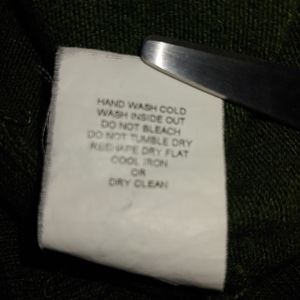 HAND WASH COLD
WASH INSIDE OUT
DO NOT BLEACH
DO NOT TUMBLE DRY
RESHAPE DRY FLAT
COOL IRON
OR
DRY CLEAN